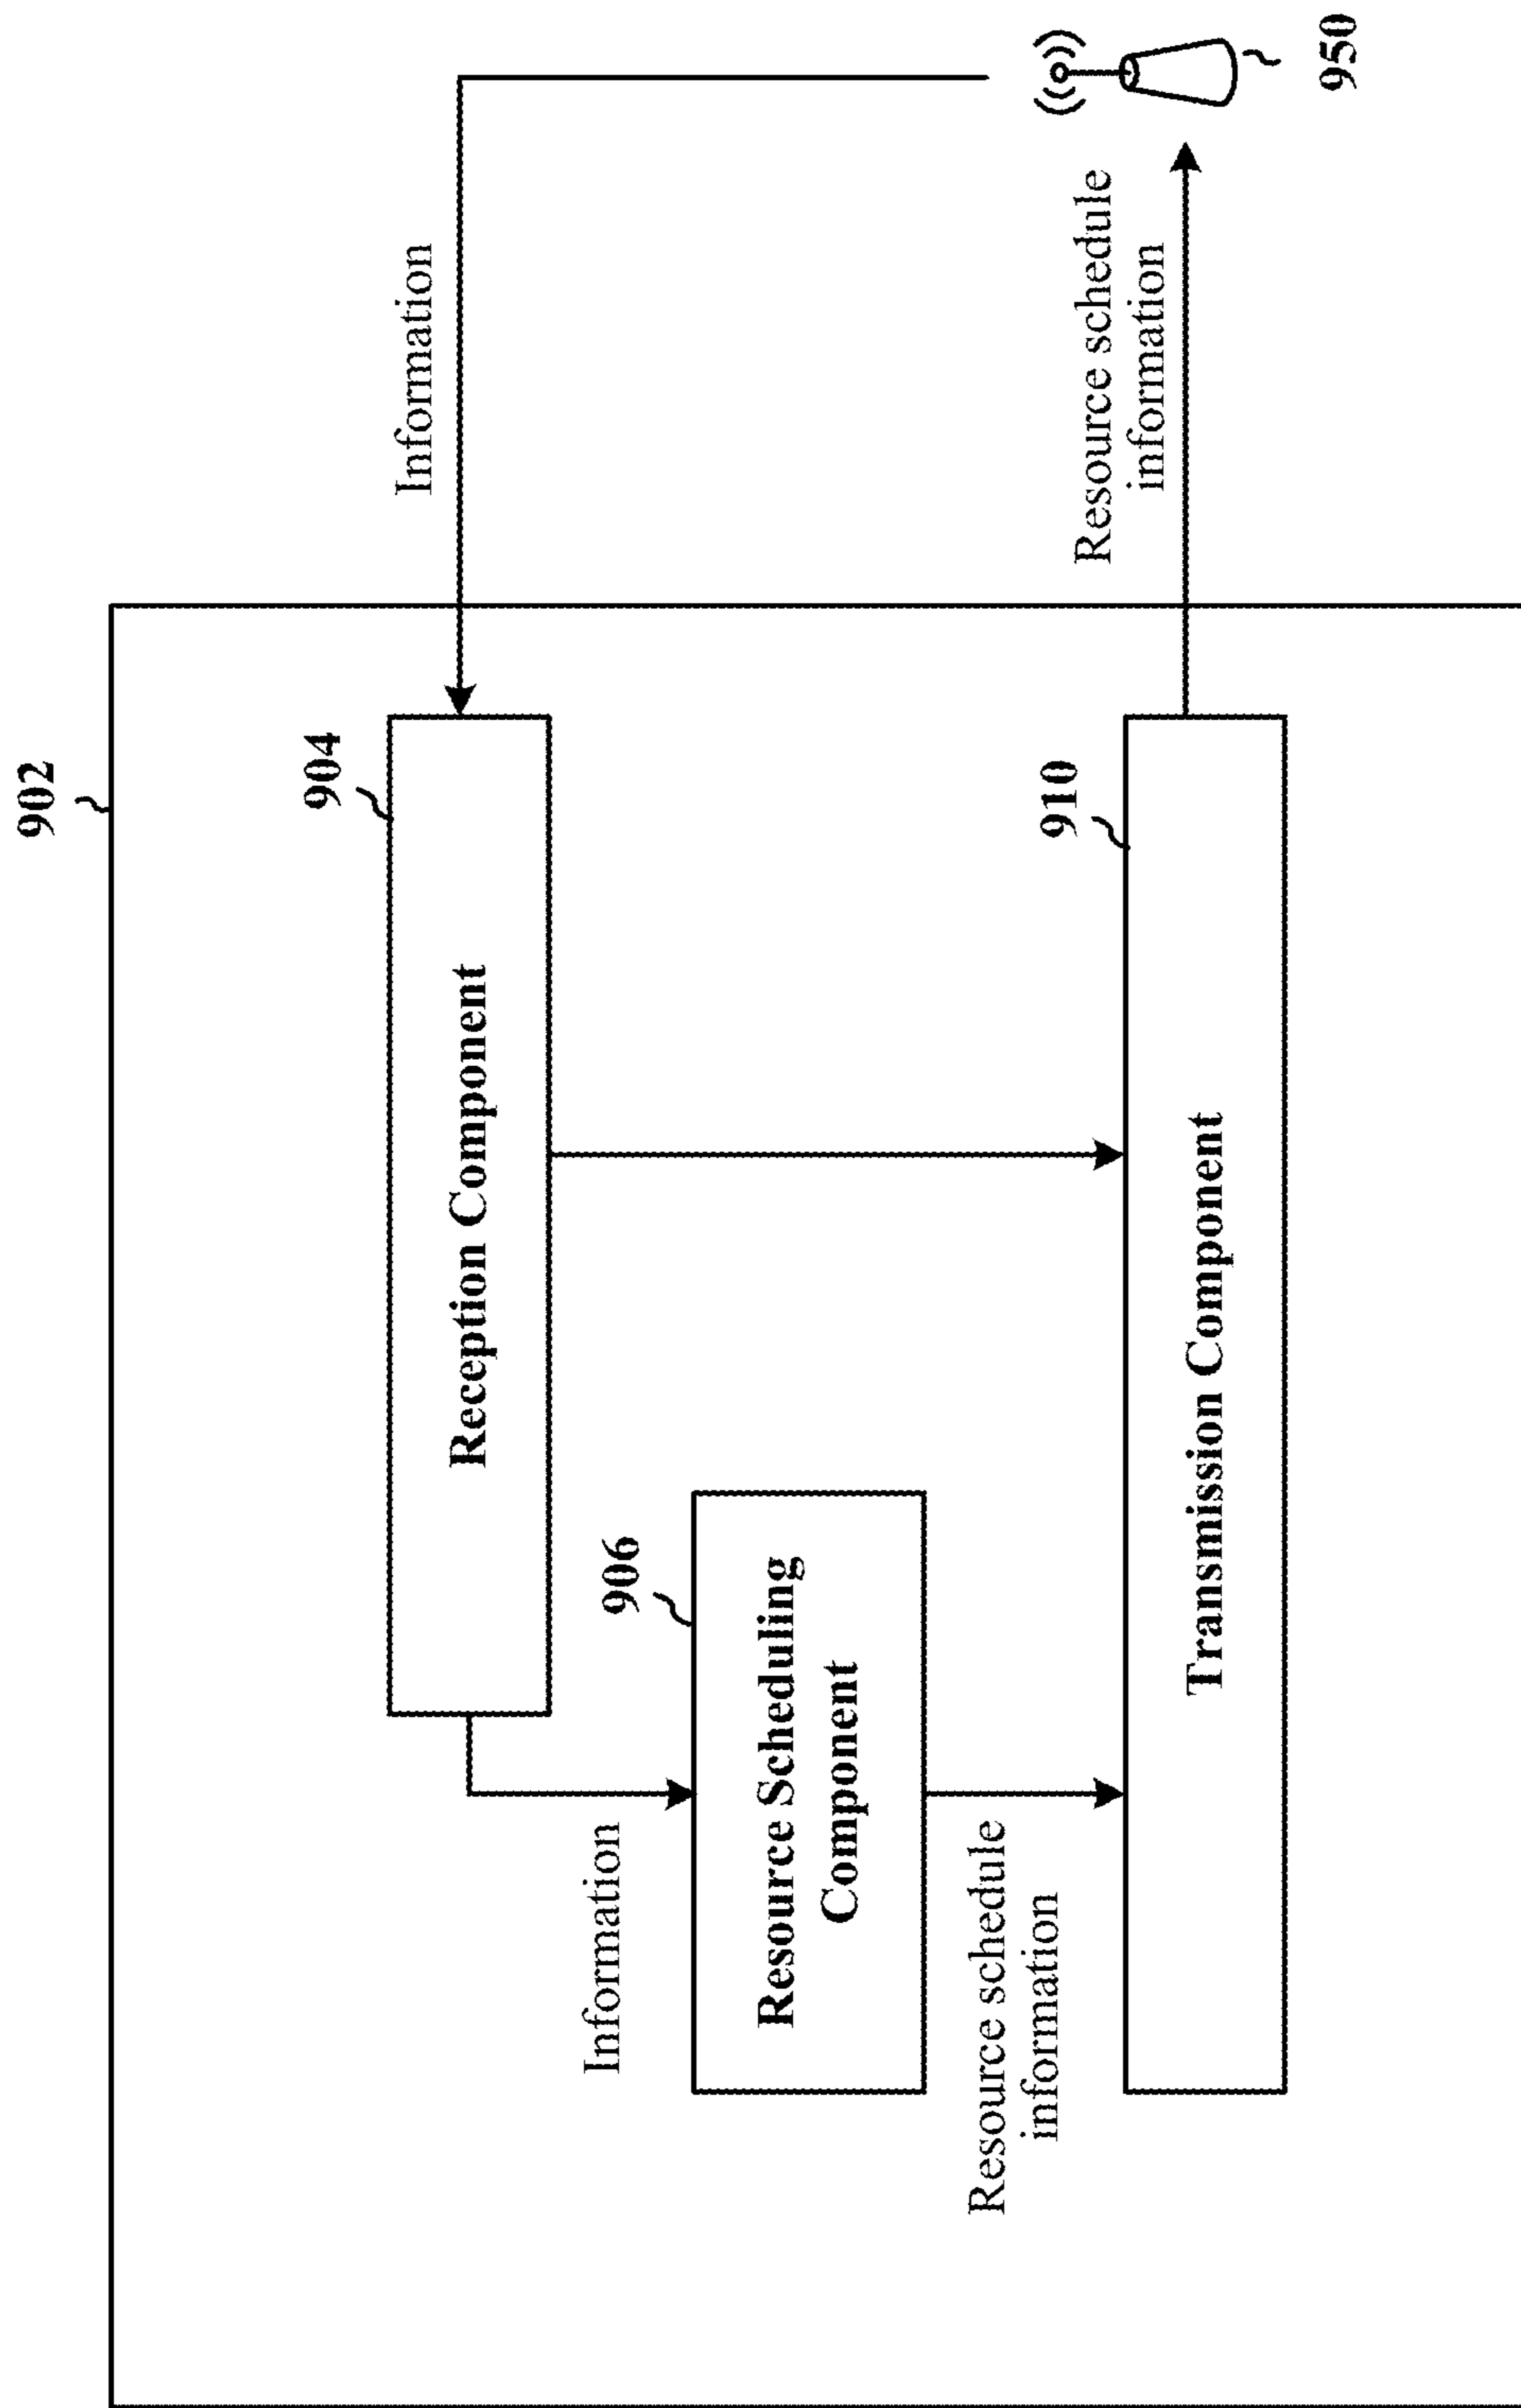 902
904
Reception Component
Information
906
Resource Scheduling
Component
Information
Resource schedule
information
910
Transmission Component
Resource schedule
information
950